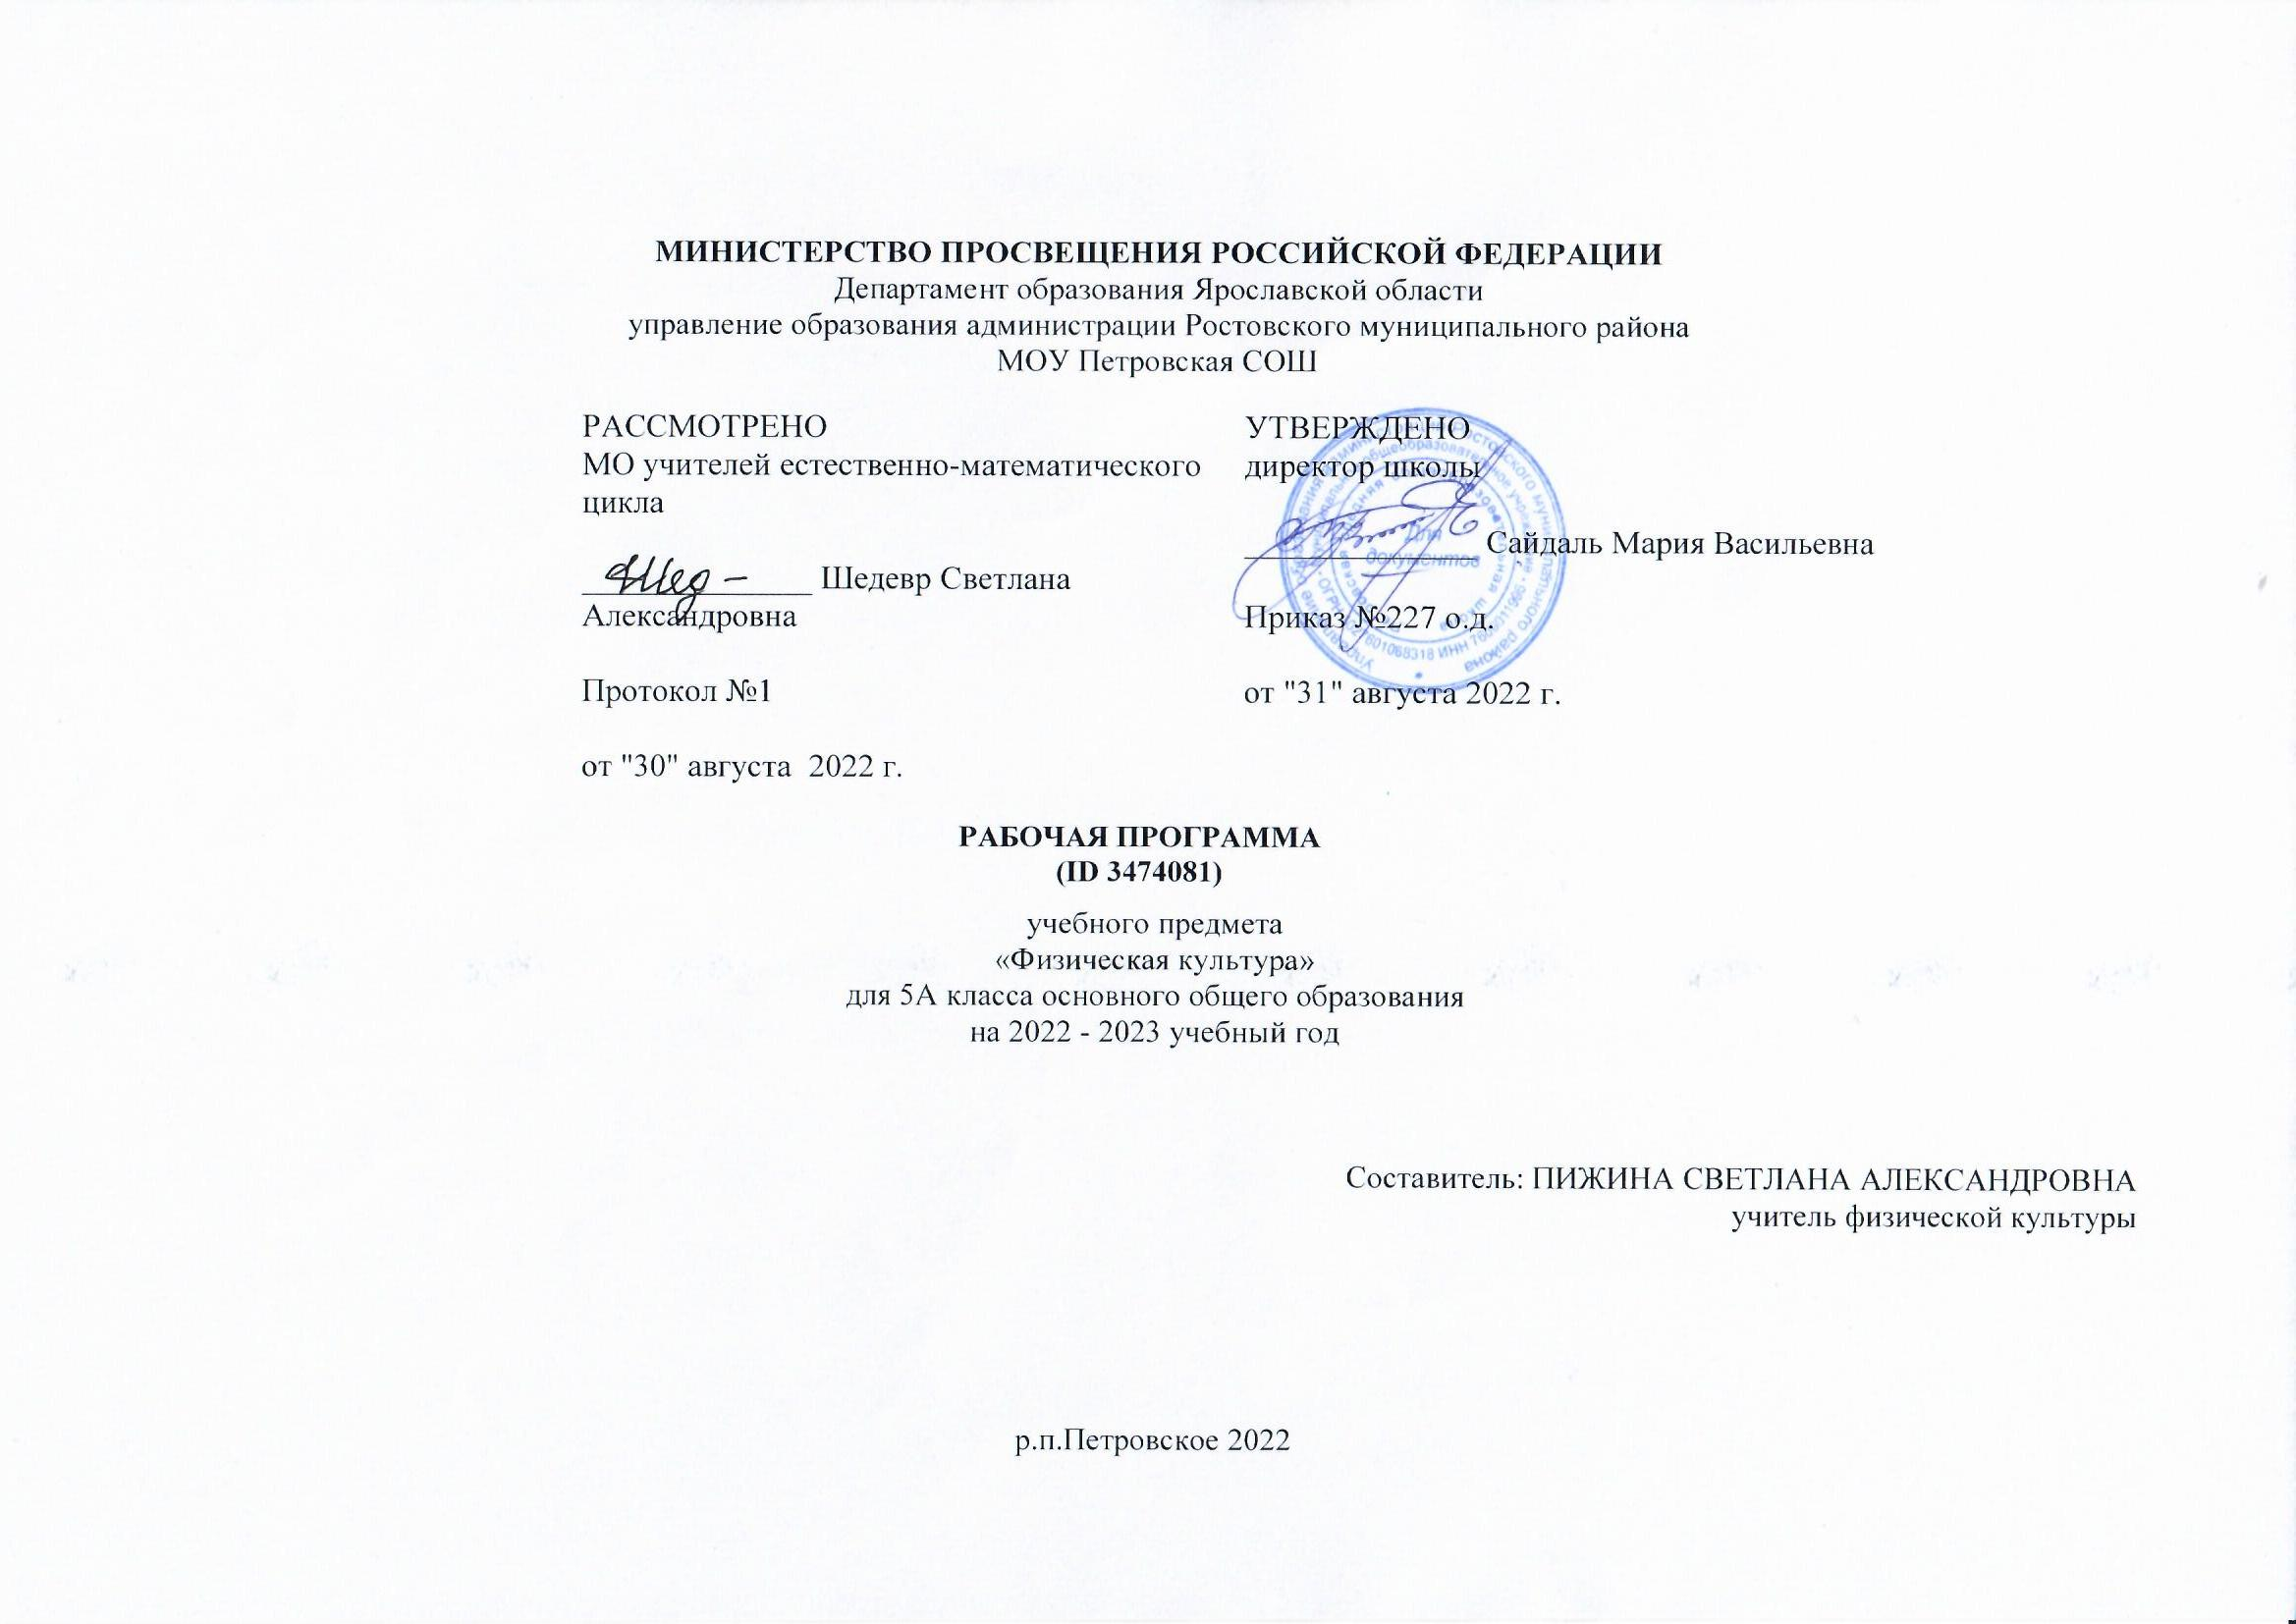 МИНИСТЕРСТВО ПРОСВЕЩЕНИЯ РОССИЙСКОЙ ФЕДЕРАЦИИ
Департамент образования Ярославской области
управление образования администрации Ростовского муниципального района
МОУ Петровская СОШ
РАССМОТРЕНО
МО учителей естественно-математического
цикла
Шедевр Светлана
Александровна
Протокол №1
от "30" августа 2022 г.
УТВЕРЖДЕНО
директор школы
Сайдаль Мария Васильевна
Приказ №227 о.д.
от "31" августа 2022 г.
Для
документов
РАБОЧАЯ ПРОГРАММА
(ID 3474081)
учебного предмета
«Физическая культура»
для 5А класса основного общего образования
на 2022 - 2023 учебный год
Составитель: ПИЖИНА СВЕТЛАНА АЛЕКСАНДРОВНА
учитель физической культуры
р.п.Петровское 2022